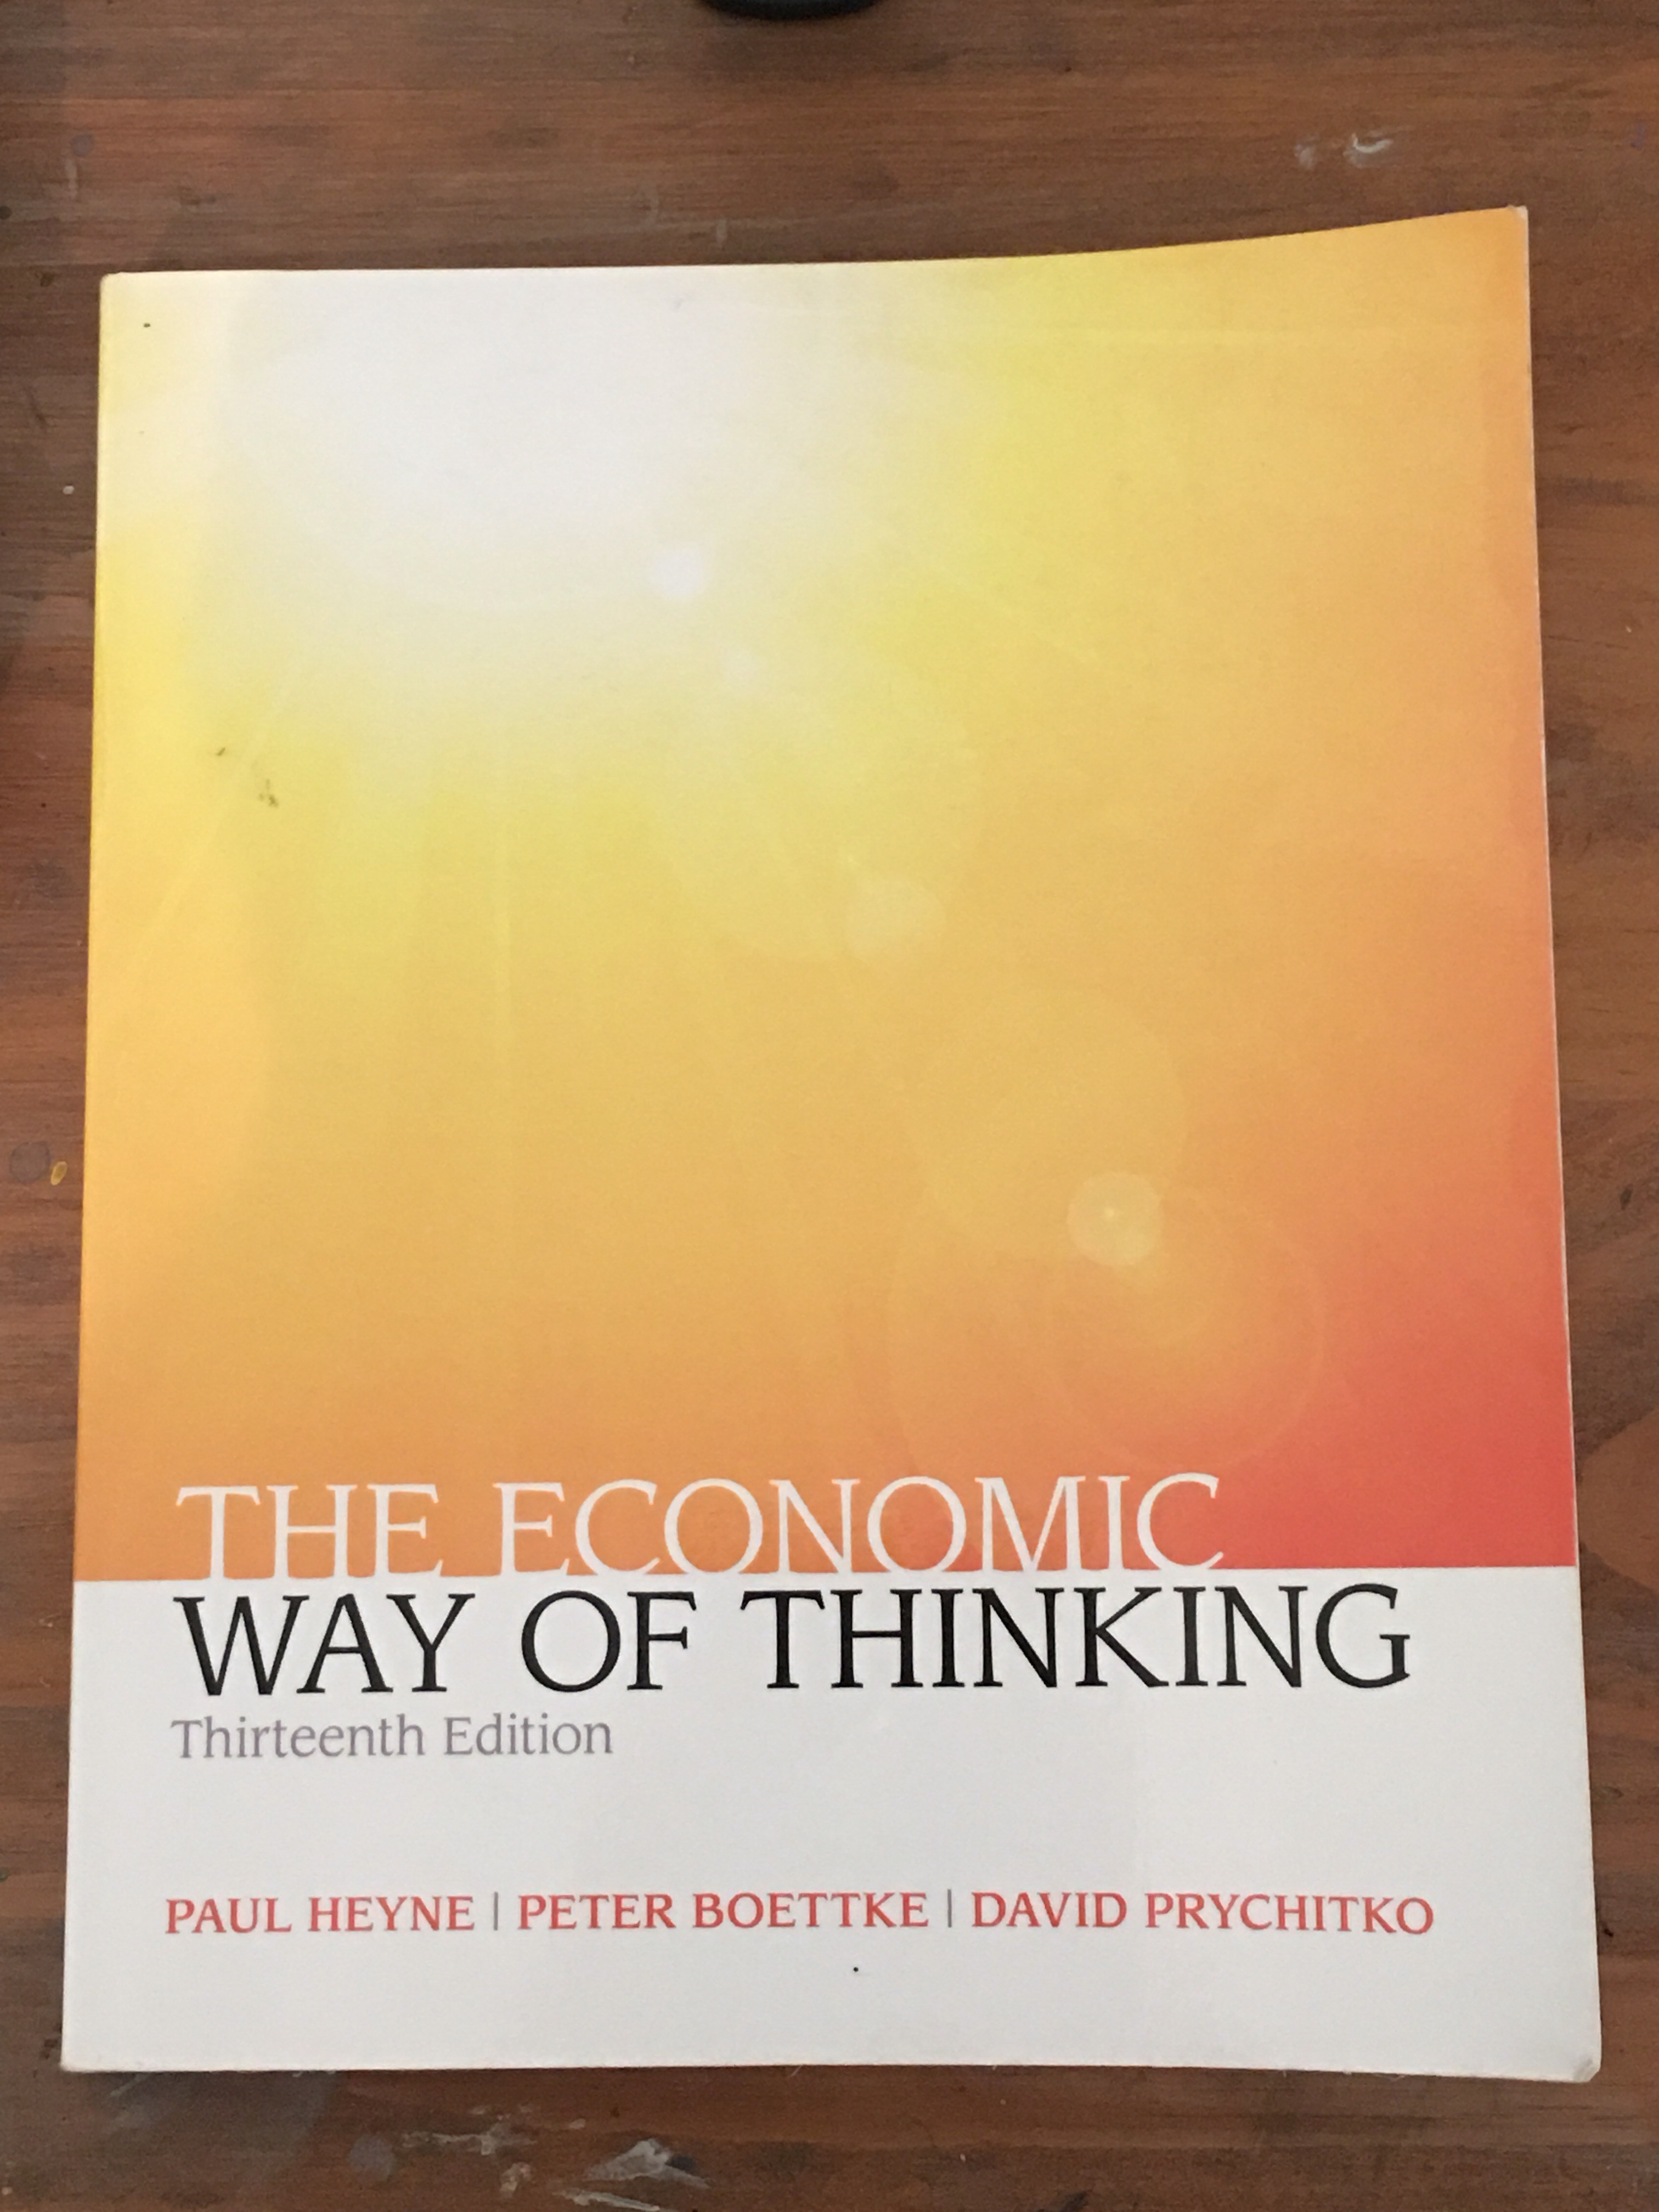 THE ECONOMIC
WAY OF THINKING
Thirteenth Edition
PAUL HEYNE | PETER BOETTKE | DAVID PRYCHITKO